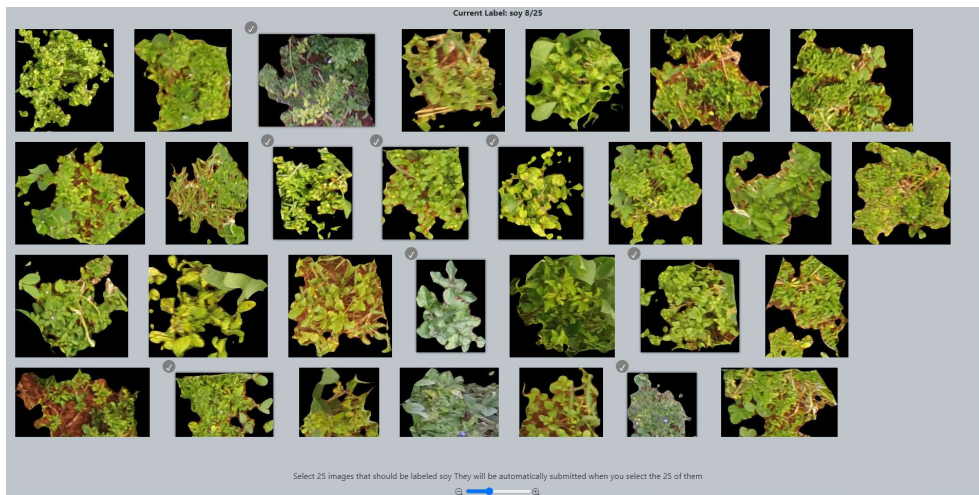 Current Label: soy 8/25
Select 25 images that should be labeled soy They will be automatically submitted when you select the 25 of them